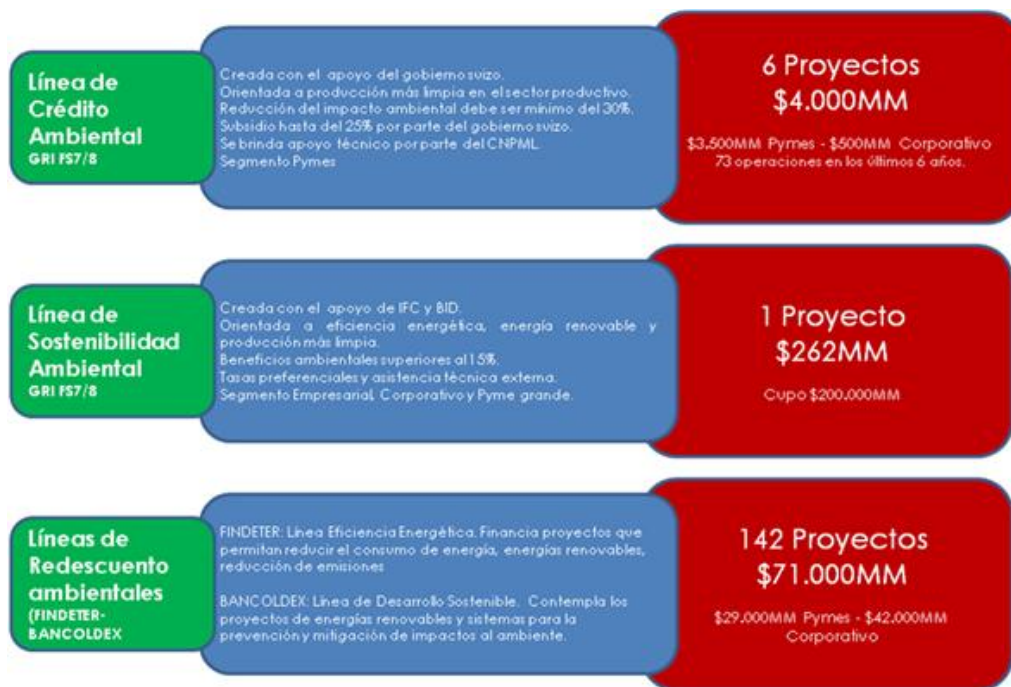 Línea de
Crédito
Ambiental
GRI FS7/8
Creada con el apoyo del gobierno suizo.
Orientada a producción más limpia en el sector productivo.
Reducción del impacto ambiental debe ser mínimo del 30%.
Subsidio hasta del 25% por parte del gobierno suizo.
Se brinda apoyo técnico por parte del CNPML.
Segmento Pymes
6 Proyectos
$4.000MM
$3.500MM Pymes - $500MM Corporativo
73 operaciones en los últimos 6 años.
Línea de
Sostenibilidad
Ambiental
GRI FS7/8
Creada con el apoyo de IFC y BID.
Orientada a eficiencia energética, energía renovable y
producción más limpia.
Beneficios ambientales superiores al 15%.
Tasas preferenciales y asistencia técnica externa.
Segmento Empresarial, Corporativo y Pyme grande.
1 Proyecto
$262MM
Cupo $200.000MM
Líneas de
Redescuento
ambientales
(FINDETER-
BANCOLDEX
FINDETER: Línea Eficiencia Energética. Financia proyectos que
permitan reducir el consumo de energía, energías renovables,
reducción de emisiones
BANCOLDEX: Línea de Desarrollo Sostenible. Contempla los
proyectos de energías renovables y sistemas para la
prevención y mitigación de impactos al ambiente.
142 Proyectos
$71.000MM
$29.000MM Pymes - $42.000MM
Corporativo